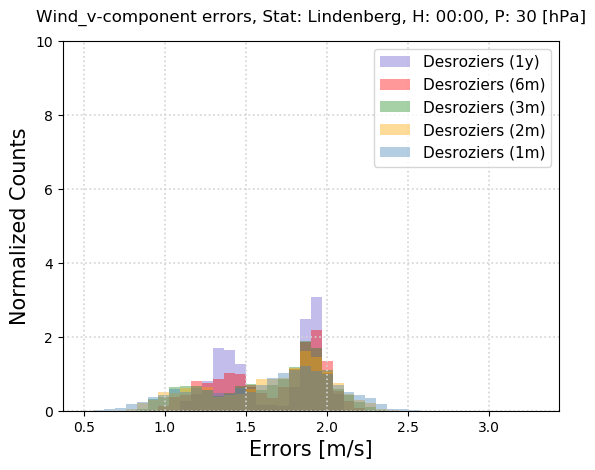 Wind_v-component errors, Stat: Lindenberg, H: 00:00, P: 30 [hPa]
10
8
6
4
2
0
Normalized Counts
Desroziers (1y)
Desroziers (6m)
Desroziers (3m)
Desroziers (2m)
Desroziers (1m)
0.5 1.0 1.5 2.0 2.5 3.0
Errors [m/s]